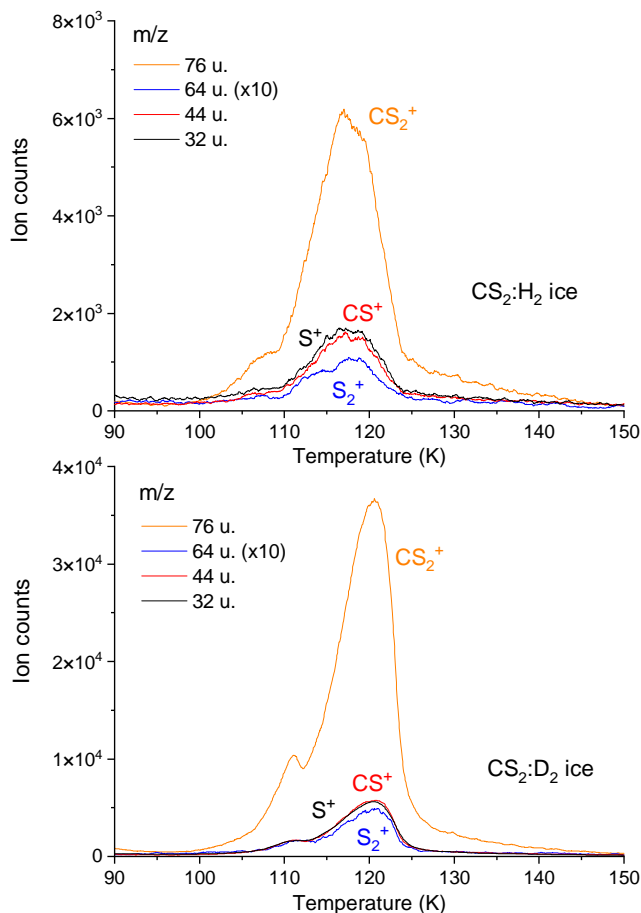 8×10³
m/z
76 u.
64 u. (x10)
44 u.
32 u.
CS₂⁺
6×10³
Ion counts
4×10³
CS₂:H₂ ice
2×10³
CS⁺
S⁺
S₂⁺
0
90 100 110 120 130 140 150
Temperature (K)
4×10⁴
m/z
76 u.
64 u. (x10)
44 u.
32 u.
CS₂⁺
3×10⁴
Ion counts
2×10⁴
1×10⁴
CS₂:D₂ ice
CS⁺
S⁺
S₂⁺
0
90 100 110 120 130 140 150
Temperature (K)